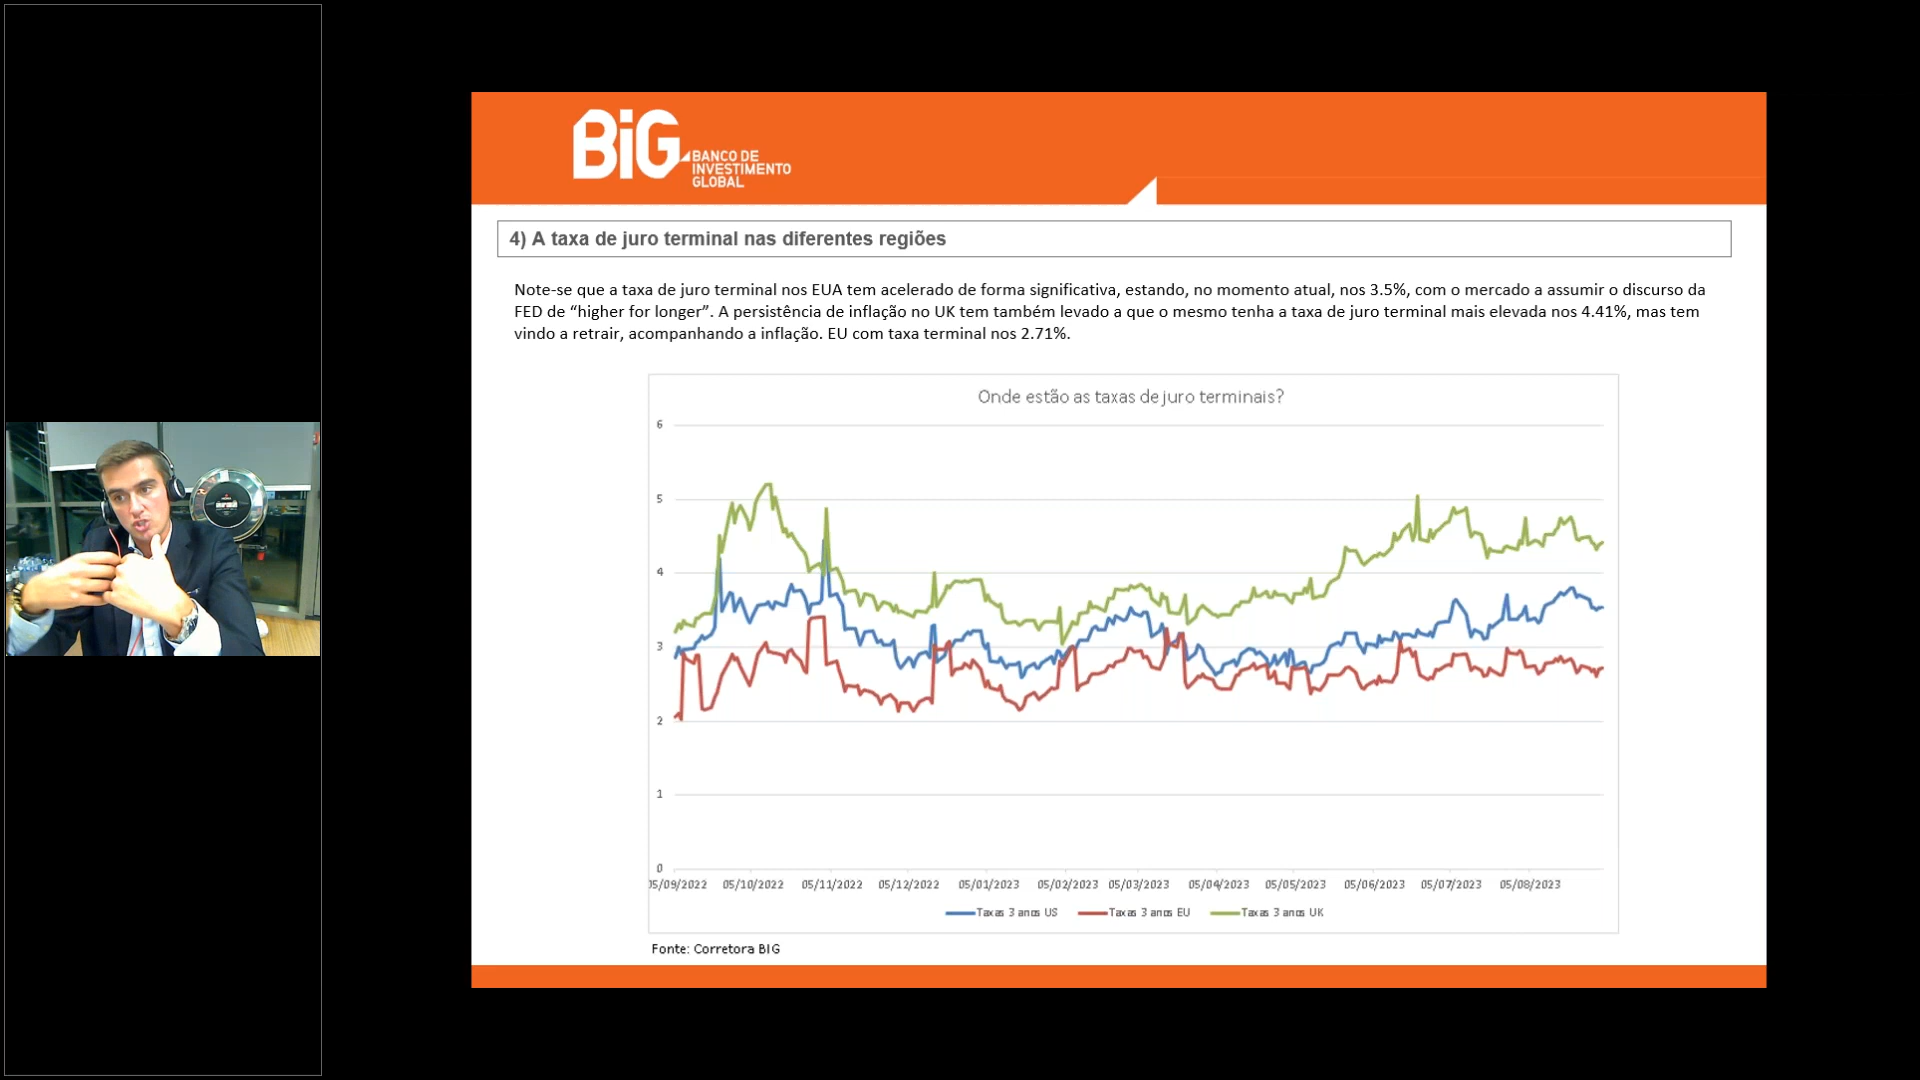 BiG
BANCO DE
INVESTIMENTO
GLOBAL
4) A taxa de juro terminal nas diferentes regiões
Note-se que a taxa de juro terminal nos EUA tem acelerado de forma significativa, estando, no momento atual, nos 3.5%, com o mercado a assumir o discurso da
FED de “higher for longer”. A persistência de inflação no UK tem também levado a que o mesmo tenha a taxa de juro terminal mais elevada nos 4.41%, mas tem
vindo a retrair, acompanhando a inflação. EU com taxa terminal nos 2.71%.
Onde estão as taxas de juro terminais?
6
5
4
3
2
1
0
05/09/2022 05/10/2022 05/11/2022 05/12/2022 05/01/2023 05/02/2023 05/03/2023 05/04/2023 05/05/2023 05/06/2023 05/07/2023 05/08/2023
Taxas 3 anos US Taxas 3 anos EU Taxas 3 anos UK
Fonte: Corretora BIG